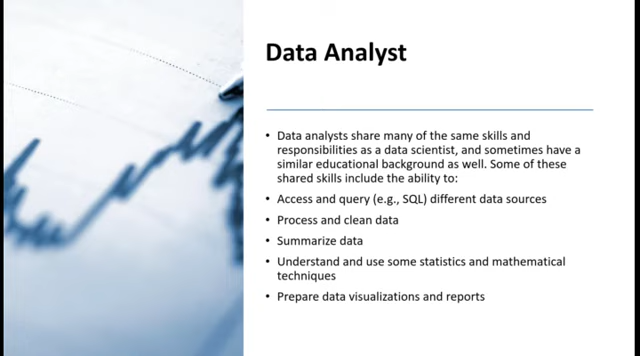 Data Analyst
• Data analysts share many of the same skills and
responsibilities as a data scientist, and sometimes have a
similar educational background as well. Some of these
shared skills include the ability to:
• Access and query (e.g., SQL) different data sources
• Process and clean data
• Summarize data
• Understand and use some statistics and mathematical
techniques
• Prepare data visualizations and reports